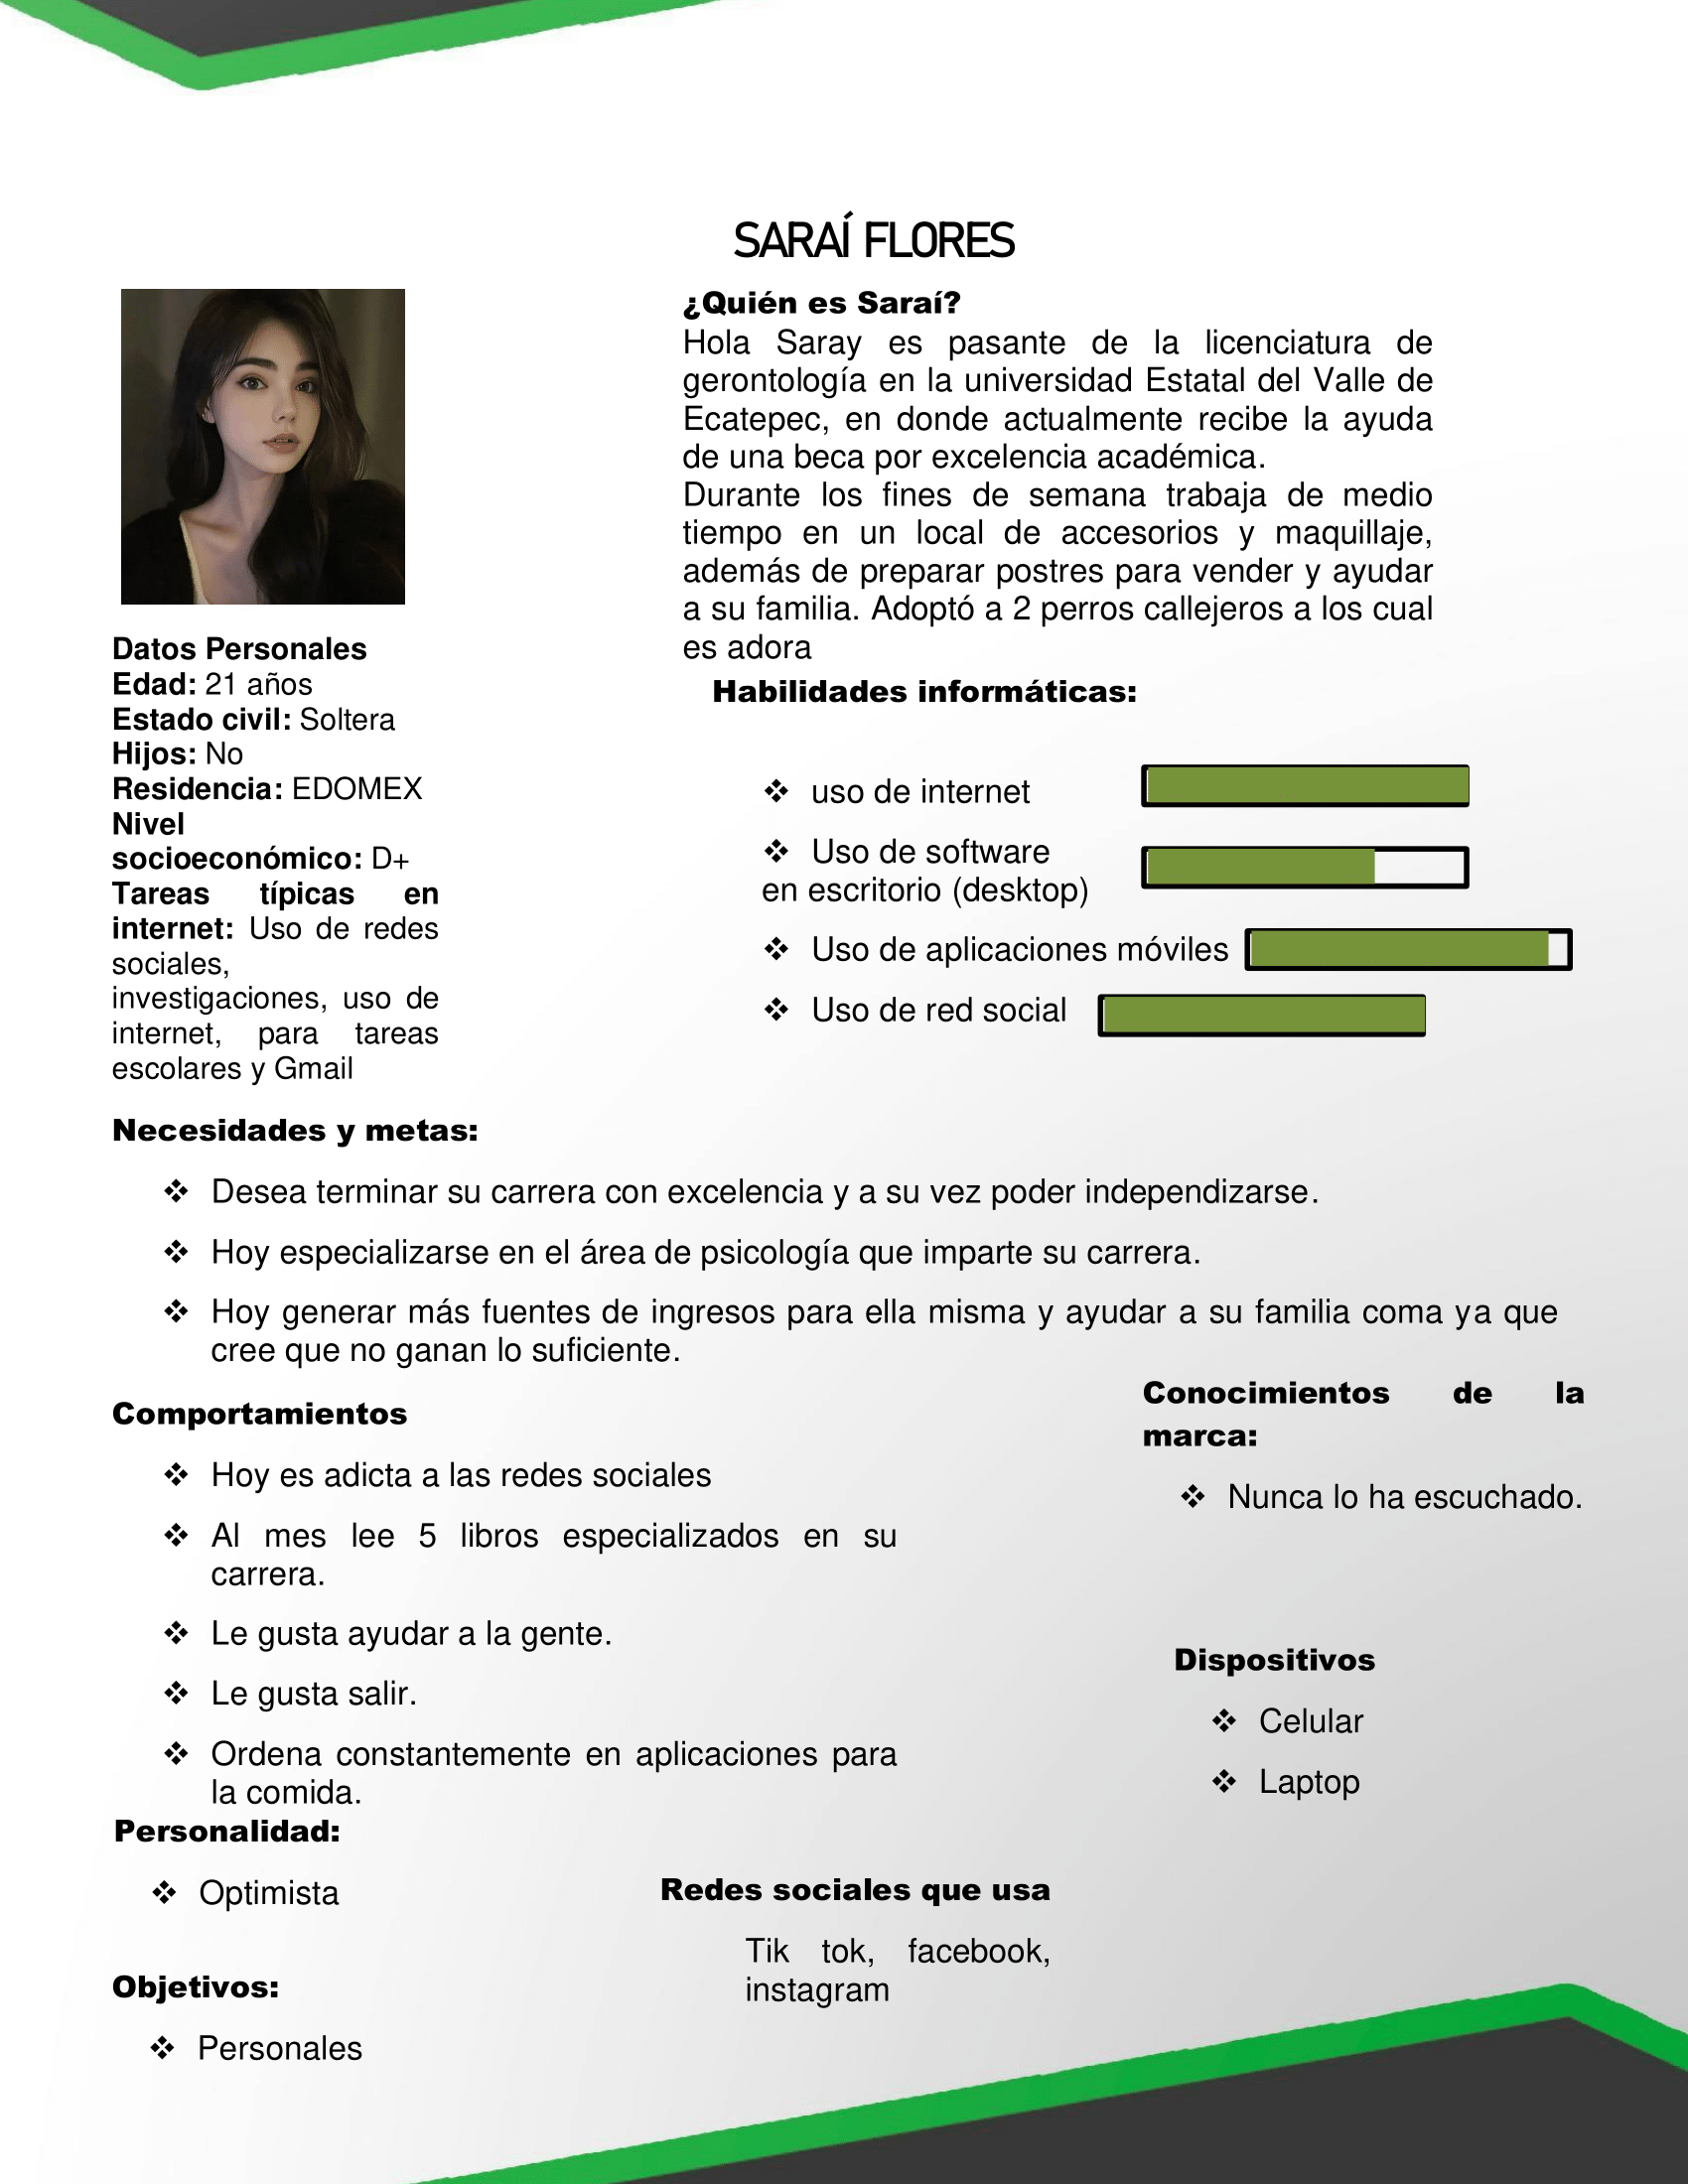 SARAÍ FLORES
¿Quién es Saraí?
Hola Saray es pasante de la licenciatura de
gerontología en la universidad Estatal del Valle de
Ecatepec, en donde actualmente recibe la ayuda
de una beca por excelencia académica.
Durante los fines de semana trabaja de medio
tiempo en un local de accesorios y maquillaje,
además de preparar postres para vender y ayudar
a su familia. Adoptó a 2 perros callejeros a los cual
es adora
Datos Personales
Edad: 21 años
Estado civil: Soltera
Hijos: No
Residencia: EDOMEX
Nivel
socioeconómico: D+
Tareas típicas en
internet: Uso de redes
sociales,
investigaciones, uso de
internet, para tareas
escolares y Gmail
Habilidades informáticas:
❖ uso de internet
❖ Uso de software
en escritorio (desktop)
❖ Uso de aplicaciones móviles
❖ Uso de red social
Necesidades y metas:
❖ Desea terminar su carrera con excelencia y a su vez poder independizarse.
❖ Hoy especializarse en el área de psicología que imparte su carrera.
❖ Hoy generar más fuentes de ingresos para ella misma y ayudar a su familia coma ya que
cree que no ganan lo suficiente.
Comportamientos
❖ Hoy es adicta a las redes sociales
❖ Al mes lee 5 libros especializados en su
carrera.
❖ Le gusta ayudar a la gente.
❖ Le gusta salir.
❖ Ordena constantemente en aplicaciones para
la comida.
Conocimientos de la
marca:
❖ Nunca lo ha escuchado.
Dispositivos
❖ Celular
❖ Laptop
Personalidad:
❖ Optimista
Redes sociales que usa
Tik tok, facebook,
instagram
Objetivos:
❖ Personales